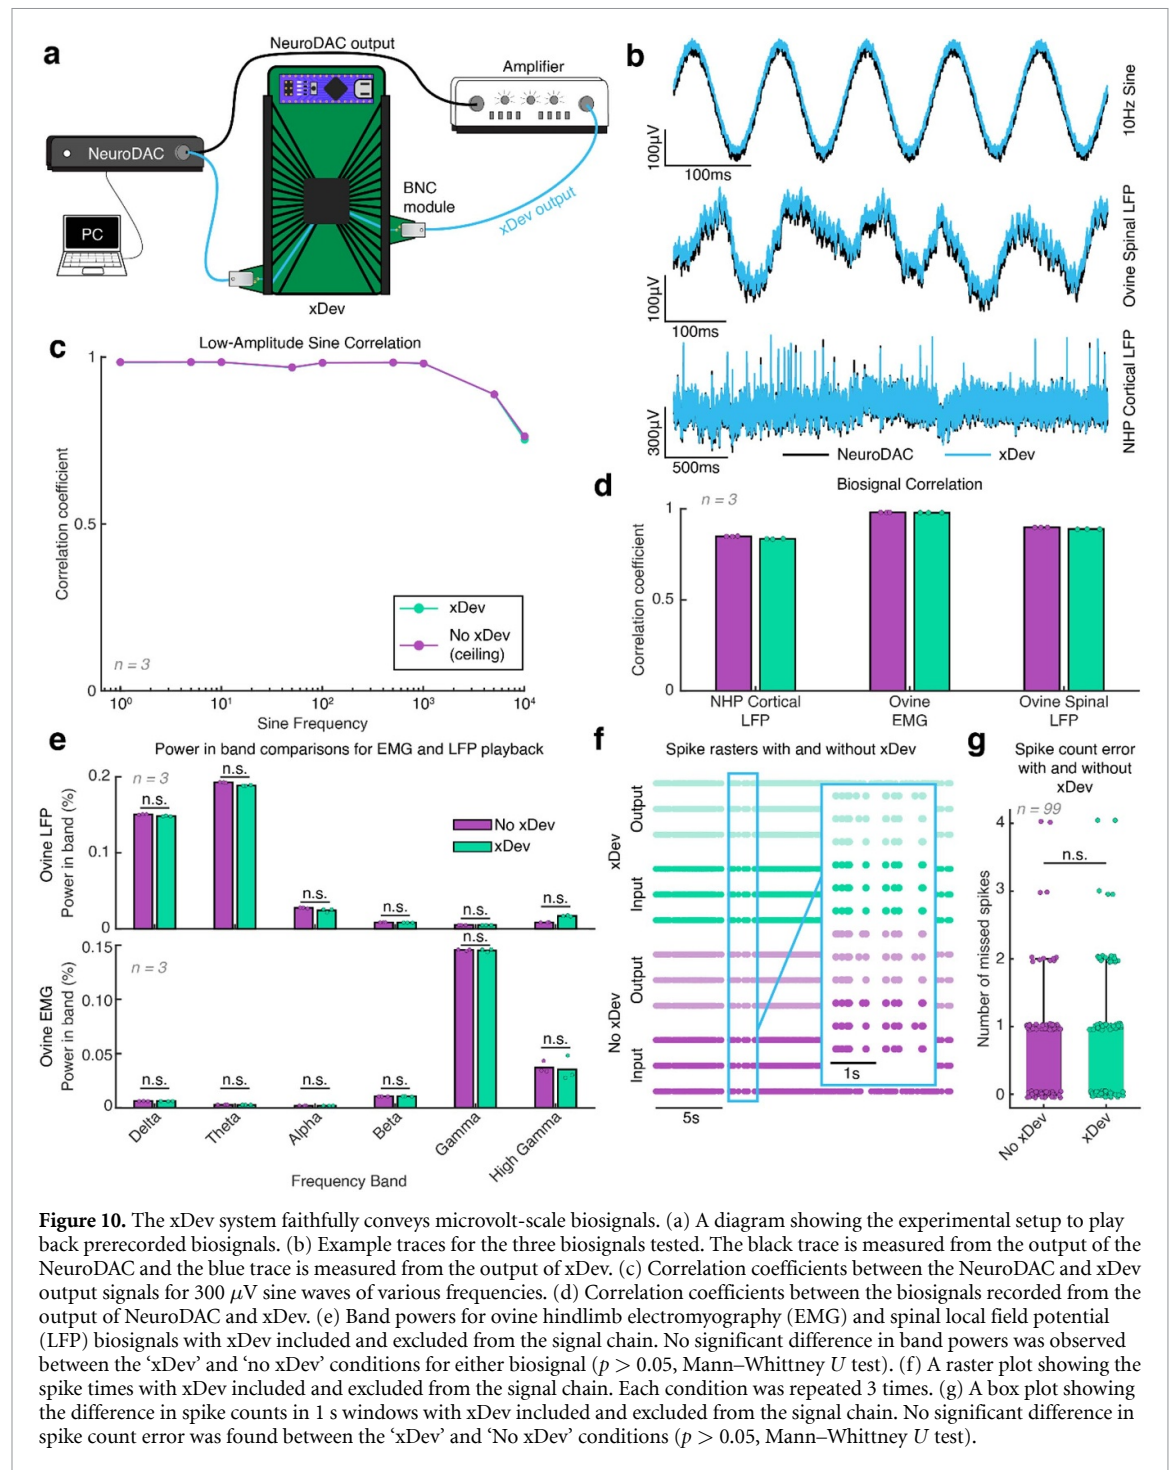 a
NeuroDAC output
Amplifier
NeuroDAC
BNC
module
xDev output
PC
xDev
b
10Hz Sine
100µV
100ms
Ovine Spinal LFP
100µV
100ms
NHP Cortical LFP
300µV
500ms
NeuroDAC
xDev
c
Low-Amplitude Sine Correlation
Correlation coefficient
1
0.5
0
n = 3
xDev
No xDev
(ceiling)
10⁰ 10¹ 10² 10³ 10⁴
Sine Frequency
d
Biosignal Correlation
n = 3
Correlation coefficient
1
0.5
0
NHP Cortical
LFP
Ovine
EMG
Ovine Spinal
LFP
e
Power in band comparisons for EMG and LFP playback
Ovine LFP
Power in band (%)
0.2
0.1
0
n = 3
n.s.
n.s.
n.s.
n.s.
n.s.
n.s.
No xDev
xDev
Ovine EMG
Power in band (%)
0.15
0.10
0.05
0
n = 3
n.s.
n.s.
n.s.
n.s.
n.s.
n.s.
Delta
Theta
Alpha
Beta
Gamma
High Gamma
Frequency Band
f
Spike rasters with and without xDev
xDev
Output
Input
No xDev
Output
Input
1s
5s
g
Spike count error
with and without
xDev
n = 99
n.s.
Number of missed spikes
4
3
2
1
0
No xDev
xDev
Figure 10. The xDev system faithfully conveys microvolt-scale biosignals. (a) A diagram showing the experimental setup to play
back prerecorded biosignals. (b) Example traces for the three biosignals tested. The black trace is measured from the output of the
NeuroDAC and the blue trace is measured from the output of xDev. (c) Correlation coefficients between the NeuroDAC and xDev
output signals for 300 µV sine waves of various frequencies. (d) Correlation coefficients between the biosignals recorded from the
output of NeuroDAC and xDev. (e) Band powers for ovine hindlimb electromyography (EMG) and spinal local field potential
(LFP) biosignals with xDev included and excluded from the signal chain. No significant difference in band powers was observed
between the ‘xDev’ and ‘no xDev’ conditions for either biosignal (p > 0.05, Mann–Whitney U test). (f) A raster plot showing the
spike times with xDev included and excluded from the signal chain. Each condition was repeated 3 times. (g) A box plot showing
the difference in spike counts in 1 s windows with xDev included and excluded from the signal chain. No significant difference in
spike count error was found between the ‘xDev’ and ‘No xDev’ conditions (p > 0.05, Mann–Whitney U test).